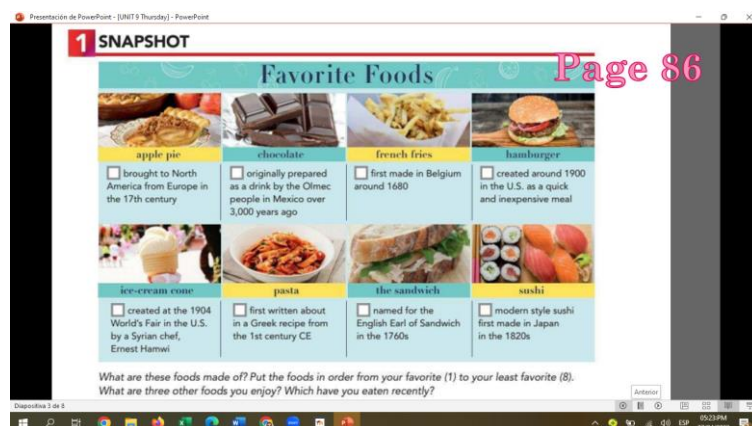 Presentación de PowerPoint - [UNIT 9 Thursday] - PowerPoint
1 SNAPSHOT
Page 86
Favorite Foods
apple pie
brought to North
America from Europe in
the 17th century
chocolate
originally prepared
as a drink by the Olmec
people in Mexico over
3,000 years ago
french fries
first made in Belgium
around 1680
hamburger
created around 1900
in the U.S. as a quick
and inexpensive meal
ice-cream cone
created at the 1904
World's Fair in the U.S.
by a Syrian chef,
Ernest Hamwi
pasta
first written about
in a Greek recipe from
the 1st century CE
the sandwich
named for the
English Earl of Sandwich
in the 1760s
sushi
modern style sushi
first made in Japan
in the 1820s
What are these foods made of? Put the foods in order from your favorite (1) to your least favorite (8).
What are three other foods you enjoy? Which have you eaten recently?
Anterior
Diapositiva 3 de 8
ESP
05:23 PM